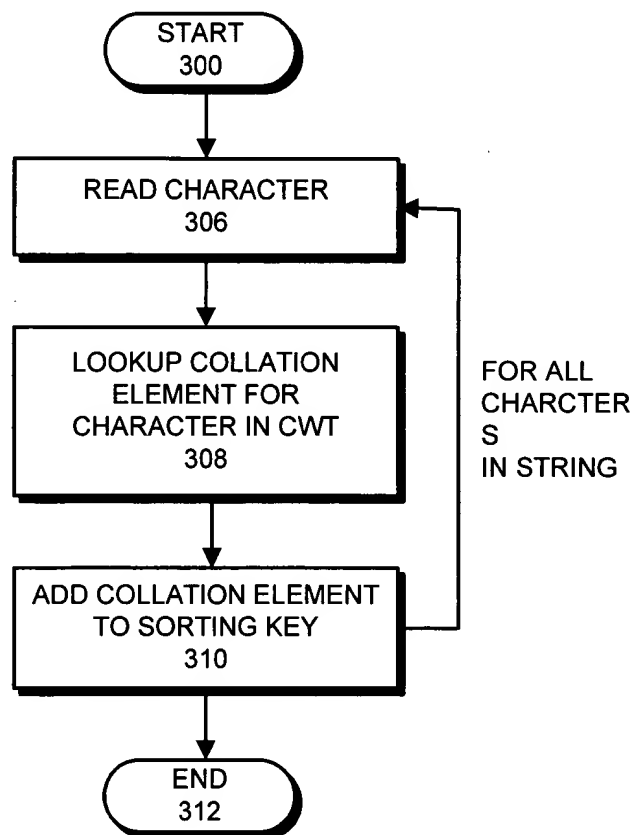 START
300
READ CHARACTER
306
LOOKUP COLLATION
ELEMENT FOR
CHARACTER IN CWT
308
FOR ALL
CHARCTER
S
IN STRING
ADD COLLATION ELEMENT
TO SORTING KEY
310
END
312